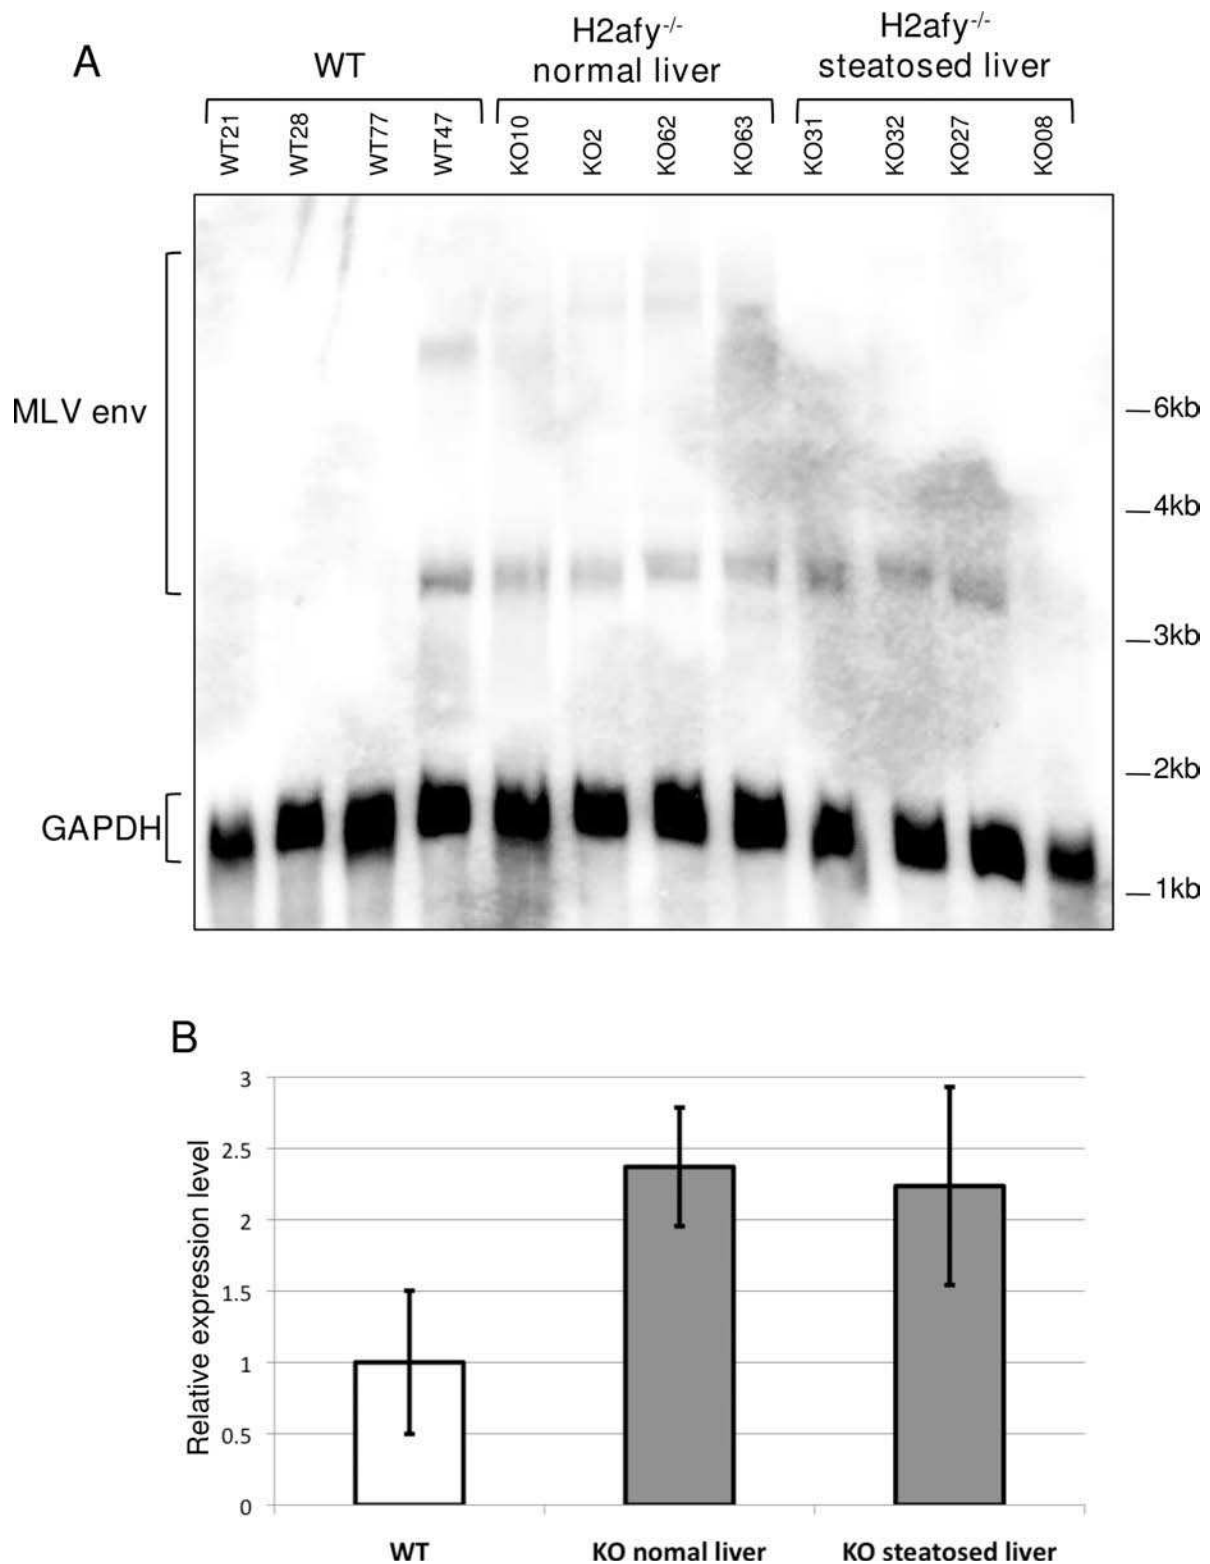 A
WT
H2afy-/-
normal liver
H2afy-/-
steatosed liver
WT21
WT28
WT77
WT47
KO10
KO2
KO62
KO63
KO31
KO32
KO27
KO08
MLV env
6kb
4kb
3kb
2kb
GAPDH
1kb
B
Relative expression level
3
2.5
2
1.5
1
0.5
0
WT
KO nomal liver
KO steatosed liver